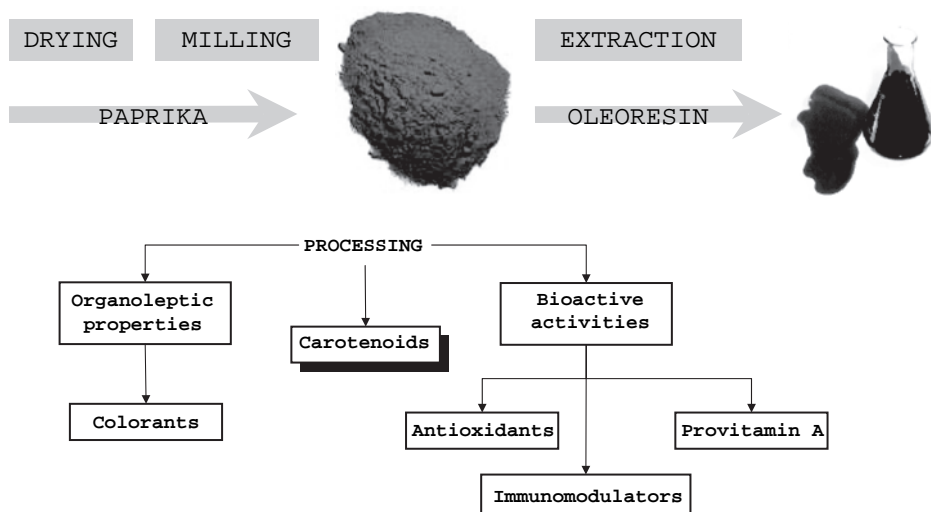 DRYING
MILLING
EXTRACTION
PAPRIKA
OLEORESIN
PROCESSING
Organoleptic
properties
Bioactive
activities
Carotenoids
Colorants
Antioxidants
Provitamin A
Immunomodulators